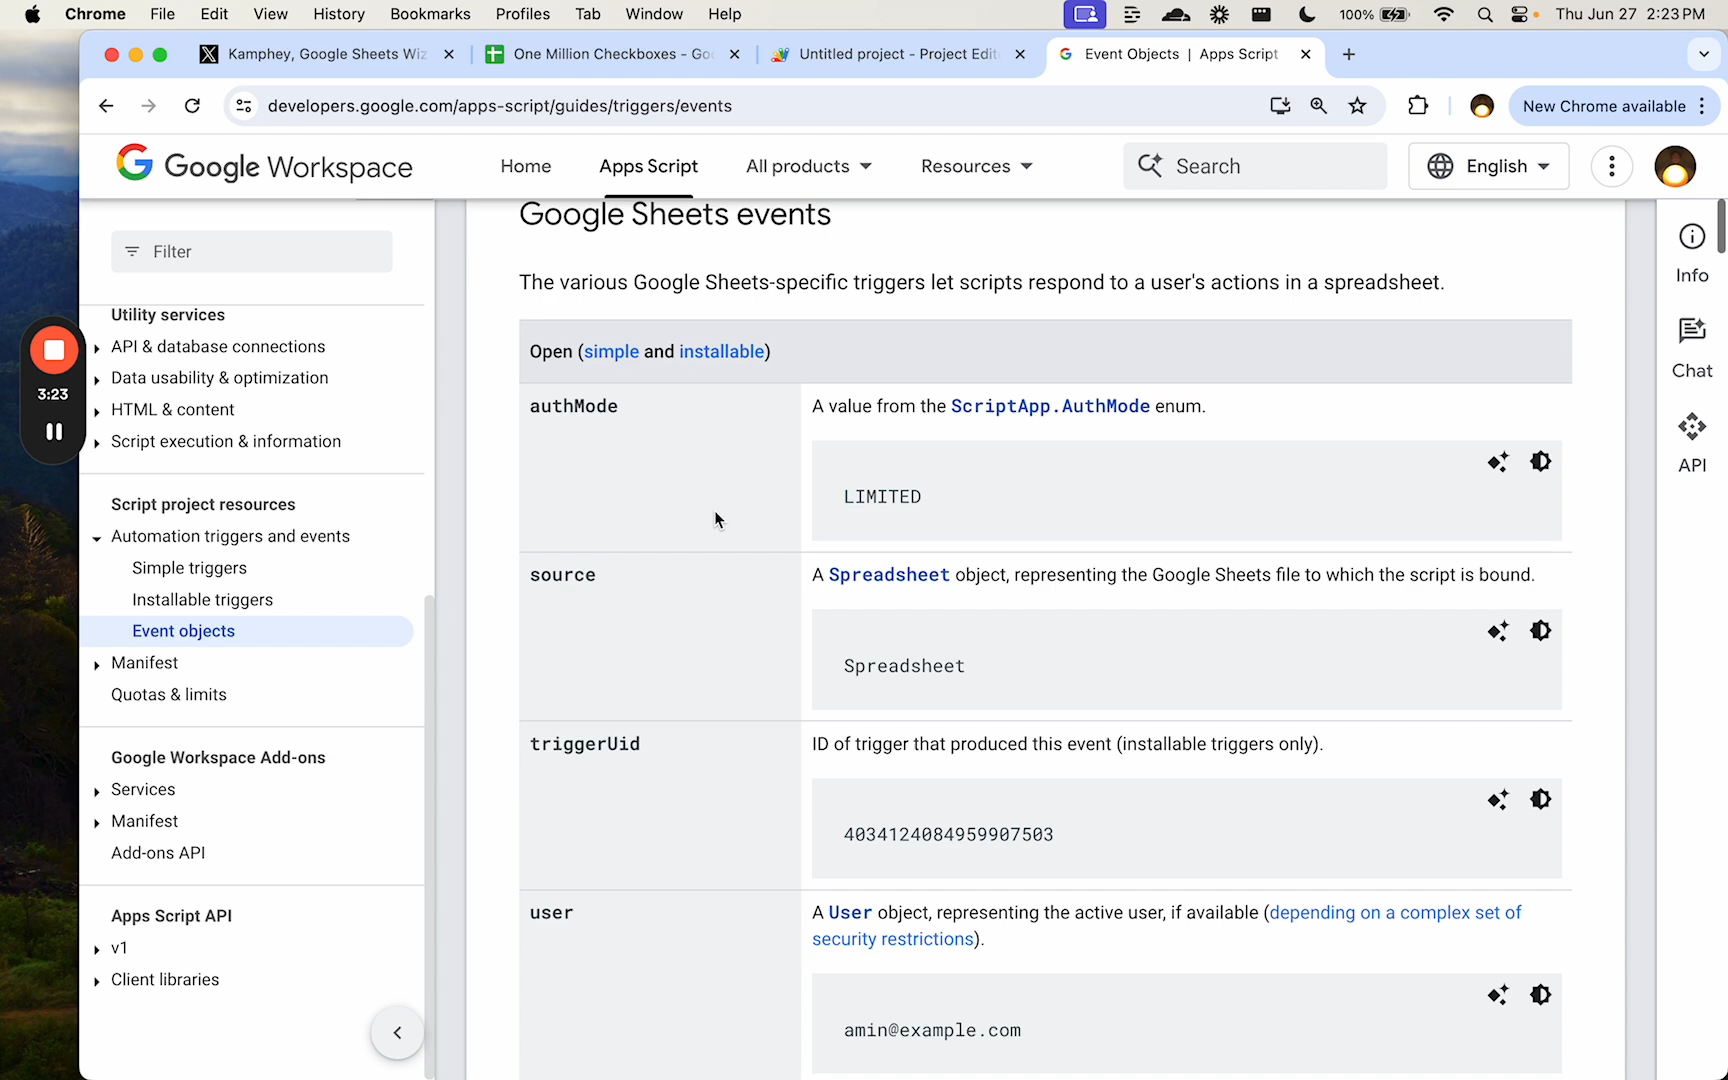 Chrome File Edit View History Bookmarks Profiles Tab Window Help 100% Thu Jun 27 2:23 PM
Kamphey, Google Sheets Wiz One Million Checkboxes - Goo Untitled project - Project Edit Event Objects | Apps Script
developers.google.com/apps-script/guides/triggers/events New Chrome available
Google Workspace Home Apps Script All products Resources Search English
Filter
Utility services
API & database connections
Data usability & optimization
HTML & content
Script execution & information
Script project resources
Automation triggers and events
Simple triggers
Installable triggers
Event objects
Manifest
Quotas & limits
Google Workspace Add-ons
Services
Manifest
Add-ons API
Apps Script API
v1
Client libraries
3:23
Google Sheets events
The various Google Sheets-specific triggers let scripts respond to a user's actions in a spreadsheet.
Open (simple and installable)
authMode
A value from the ScriptApp.AuthMode enum.
LIMITED
source
A Spreadsheet object, representing the Google Sheets file to which the script is bound.
Spreadsheet
triggerUid
ID of trigger that produced this event (installable triggers only).
4034124084959907503
user
A User object, representing the active user, if available (depending on a complex set of
security restrictions).
amin@example.com
Info
Chat
API